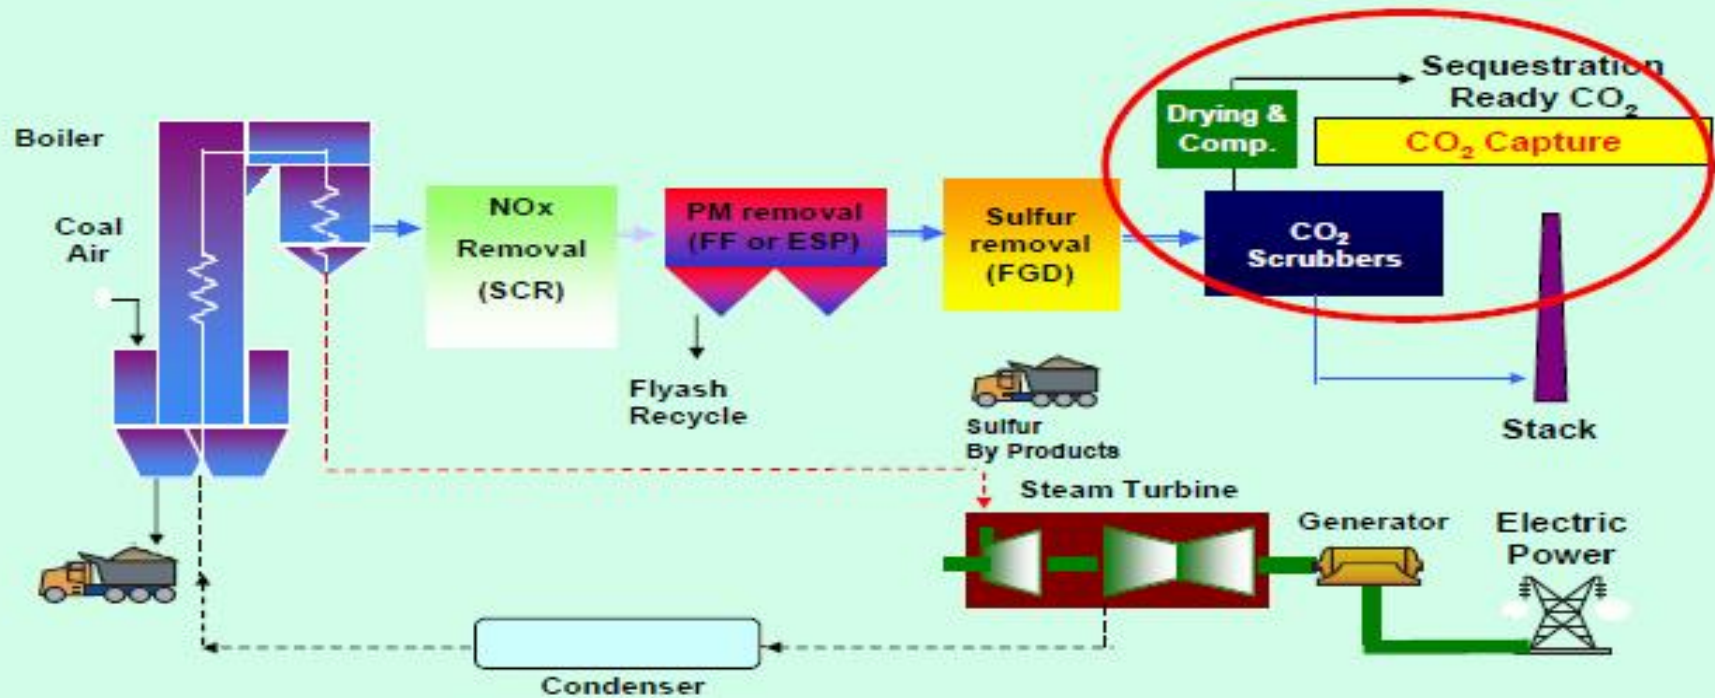 Boiler
Coal
Air
NOx
Removal
(SCR)
PM removal
(FF or ESP)
Flyash
Recycle
Sulfur
removal
(FGD)
Sulfur
By Products
Drying &
Comp.
Sequestration
Ready CO₂
CO₂ Capture
CO₂
Scrubbers
Stack
Steam Turbine
Generator
Electric
Power
Condenser